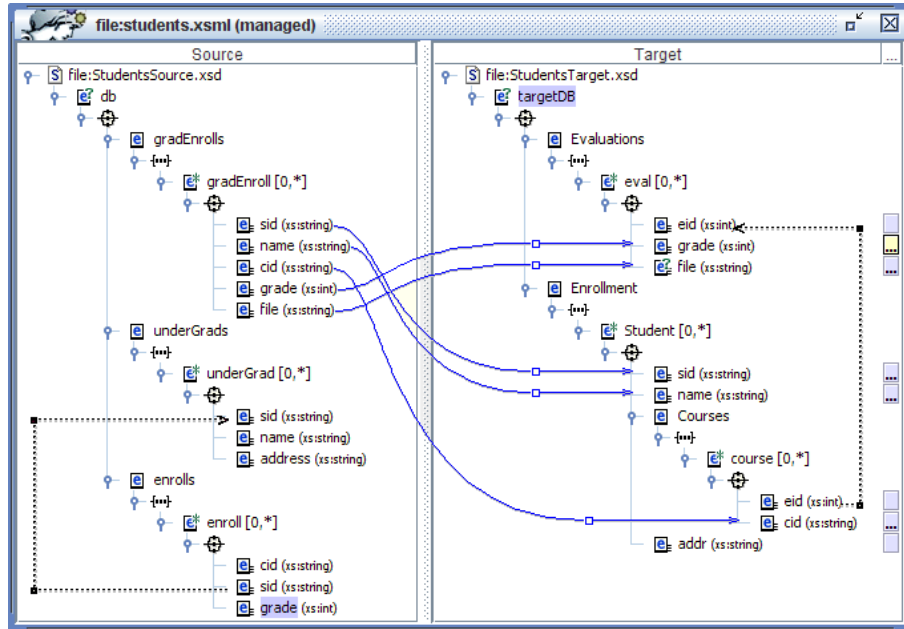 file:students.xsml (managed)
Source
file:StudentsSource.xsd
db
gradEnrolls
gradEnroll [0,*]
sid (xs:string)
name (xs:string)
cid (xs:string)
grade (xs:int)
file (xs:string)
underGrads
underGrad [0,*]
sid (xs:string)
name (xs:string)
address (xs:string)
enrolls
enroll [0,*]
cid (xs:string)
sid (xs:string)
grade (xs:int)
Target
...
file:StudentsTarget.xsd
targetDB
Evaluations
eval [0,*]
eid (xs:int)
grade (xs:int)
...
file (xs:string)
...
Enrollment
Student [0,*]
sid (xs:string)
...
name (xs:string)
...
Courses
course [0,*]
eid (xs:int)
cid (xs:string)
...
addr (xs:string)